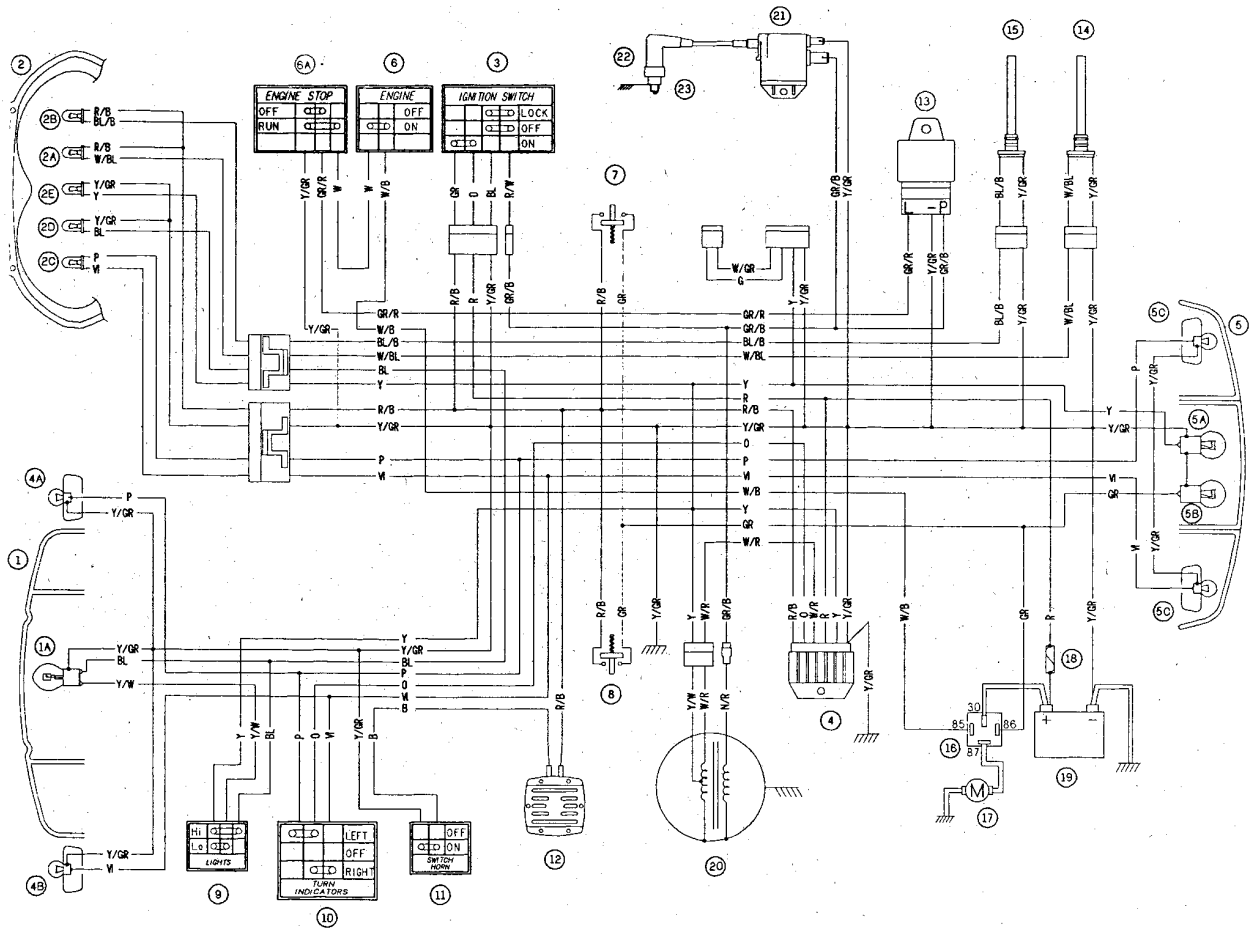 2
2B
R/B
BL/B
2A
R/B
W/BL
2E
Y/GR
Y
2D
Y/GR
BL
2C
P
VI
6A
ENGINE STOP
OFF
RUN
6
ENGINE
OFF
ON
3
IGNITION SWITCH
LOCK
OFF
ON
Y/GR
GR/R
W
W
W/B
GR
O
BL
R/W
R/B
R
Y/GR
GR/B
7
R/B
GR
22
23
21
GR/B
Y/GR
13
L - P
GR/R
Y/GR
GR/B
15
BL/B
Y/GR
14
W/BL
Y/GR
BL/B
Y/GR
W/BL
Y/GR
W/GR
G
Y
Y/GR
Y/GR
GR/R
W/B
BL/B
W/BL
BL
Y
R/B
Y/GR
P
VI
GR/R
GR/B
BL/B
W/BL
Y
R
R/B
Y/GR
O
P
VI
W/B
Y
GR
W/R
5C
5
P
Y/GR
Y
Y/GR
5A
VI
GR
5B
VI
Y/GR
5C
4A
P
Y/GR
1
1A
Y/GR
BL
Y/W
Y
Y/GR
BL
P
O
VI
B
Y
Y/W
BL
P
O
VI
Y/GR
B
R/B
R/B
GR
8
Y/GR
Y
W/R
GR/B
Y/W
W/R
N/R
R/B
O
W/R
R
Y
Y/GR
4
Y/GR
W/B
GR
R
Y/GR
18
30
85
86
87
16
M
17
+ -
19
4B
Y/GR
VI
Hi
Lo
LIGHTS
9
LEFT
OFF
RIGHT
TURN
INDICATORS
10
OFF
ON
SWITCH
HORN
11
12
20